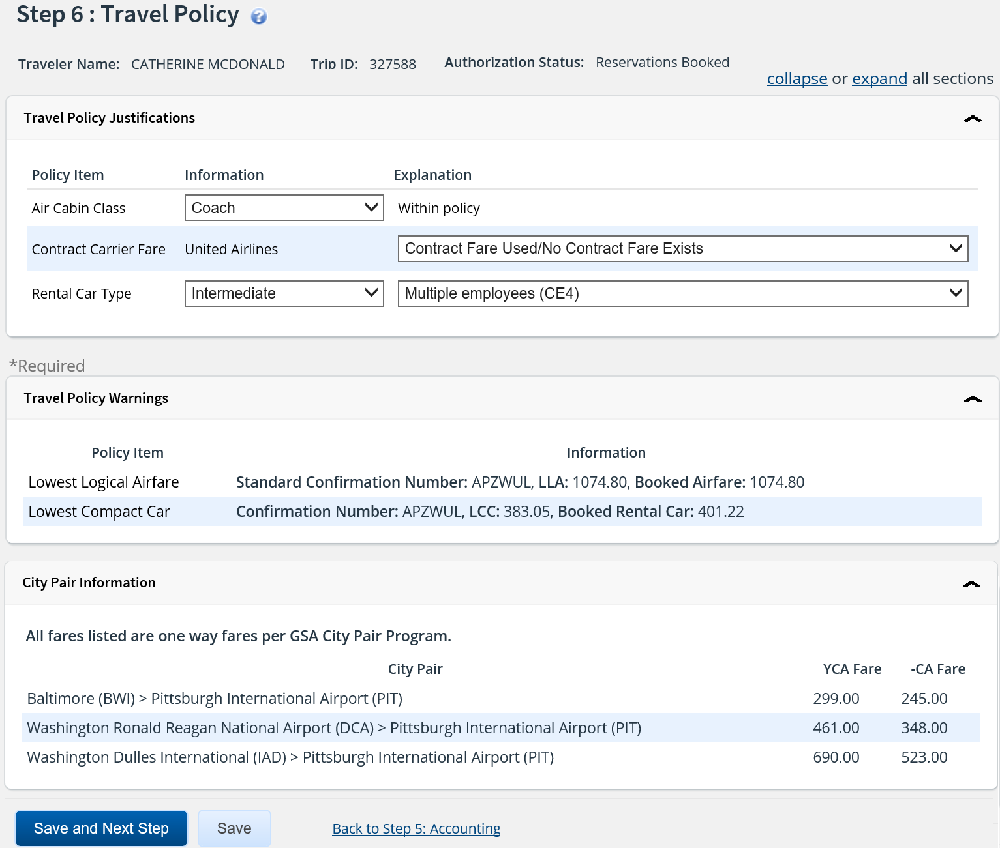 Step 6 : Travel Policy ?
Traveler Name: CATHERINE MCDONALD Trip ID: 327588 Authorization Status: Reservations Booked
collapse or expand all sections
Travel Policy Justifications
Policy Item Information Explanation
Air Cabin Class Coach Within policy
Contract Carrier Fare United Airlines Contract Fare Used/No Contract Fare Exists
Rental Car Type Intermediate Multiple employees (CE4)
*Required
Travel Policy Warnings
Policy Item Information
Lowest Logical Airfare Standard Confirmation Number: APZWUL, LLA: 1074.80, Booked Airfare: 1074.80
Lowest Compact Car Confirmation Number: APZWUL, LCC: 383.05, Booked Rental Car: 401.22
City Pair Information
All fares listed are one way fares per GSA City Pair Program.
City Pair YCA Fare -CA Fare
Baltimore (BWI) > Pittsburgh International Airport (PIT) 299.00 245.00
Washington Ronald Reagan National Airport (DCA) > Pittsburgh International Airport (PIT) 461.00 348.00
Washington Dulles International (IAD) > Pittsburgh International Airport (PIT) 690.00 523.00
Save and Next Step Save Back to Step 5: Accounting